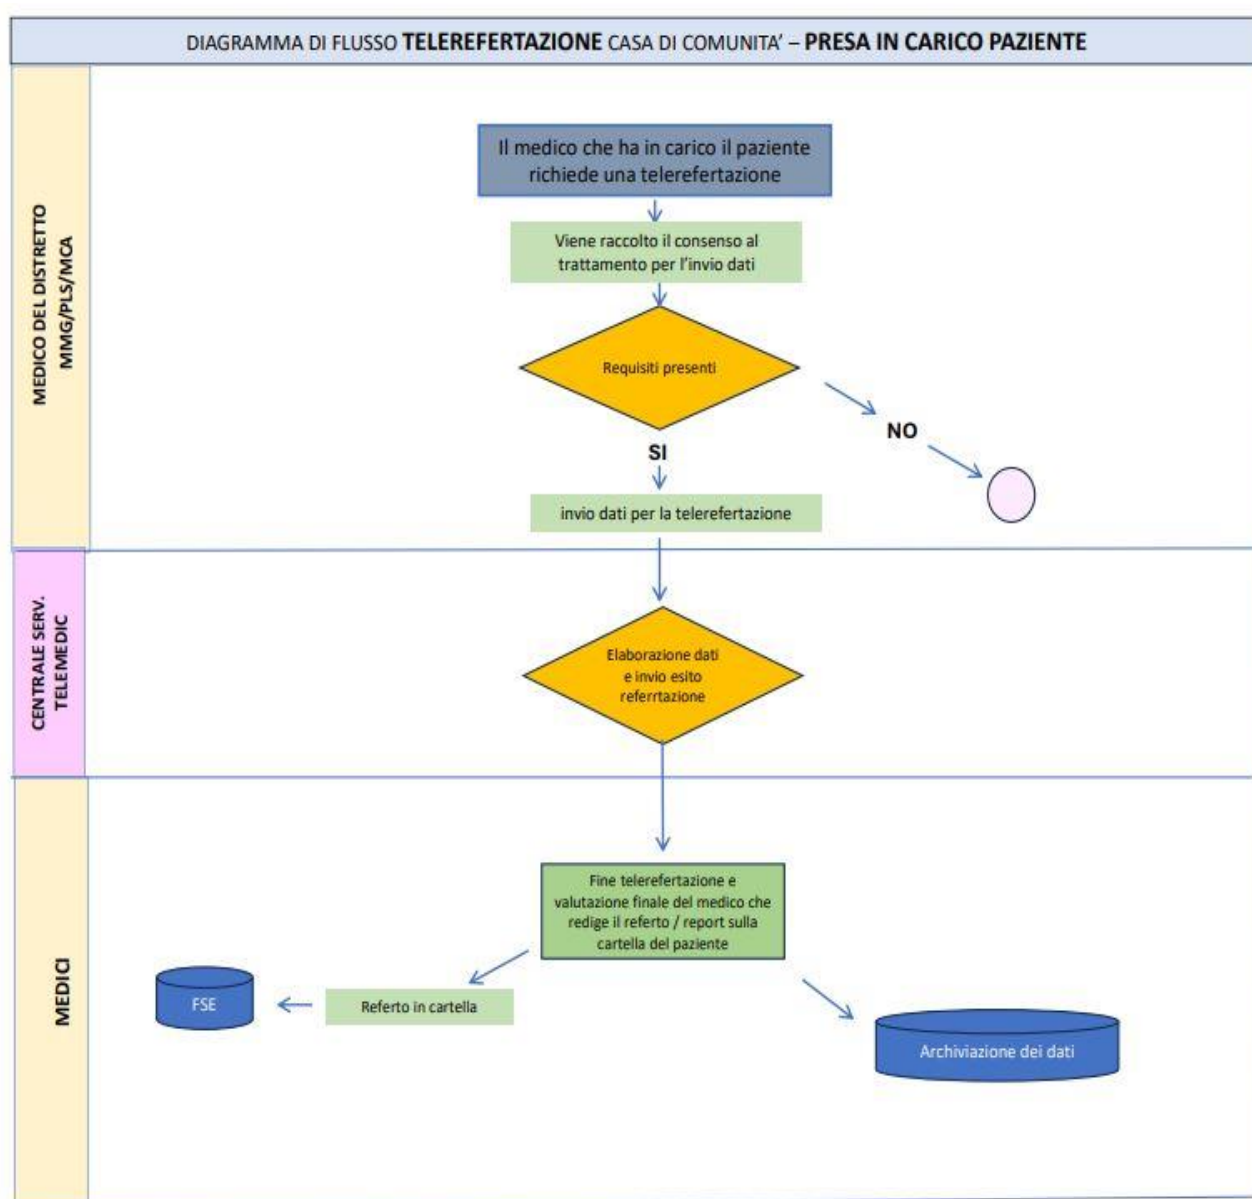 DIAGRAMMA DI FLUSSO TELEREFERTAZIONE CASA DI COMUNITA’ – PRESA IN CARICO PAZIENTE
MEDICO DEL DISTRETTO
MMG/PLS/MCA
Il medico che ha in carico il paziente
richiede una telerefertazione
Viene raccolto il consenso al
trattamento per l’invio dati
Requisiti presenti
NO
SI
invio dati per la telerefertazione
CENTRALE SERV.
TELEMEDIC
Elaborazione dati
e invio esito
referrtazione
MEDICI
Fine telerefertazione e
valutazione finale del medico che
redige il referto / report sulla
cartella del paziente
FSE
Referto in cartella
Archiviazione dei dati